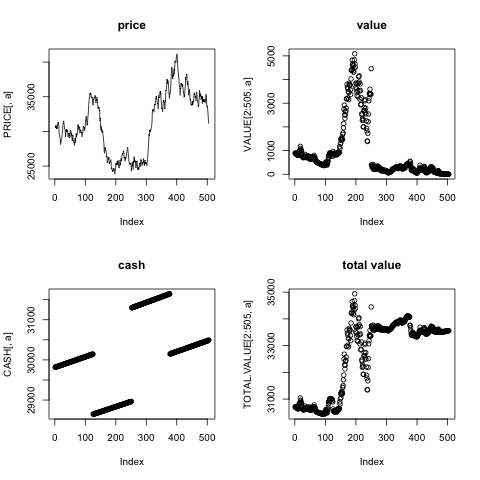 price
PRICE[, a]
25000
35000
0 100 200 300 400 500
Index
value
VALUE[2:505, a]
0
1000
3000
5000
0 100 200 300 400 500
Index
cash
CASH[, a]
29000
30000
31000
0 100 200 300 400 500
Index
total value
TOTAL.VALUE[2:505, a]
31000
33000
35000
0 100 200 300 400 500
Index